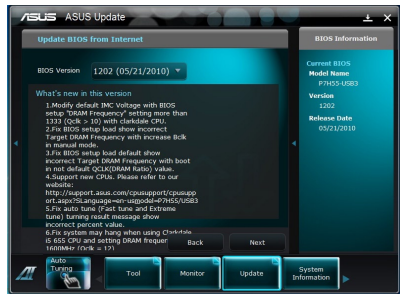 ASUS ASUS Update
Update BIOS from Internet
BIOS Version 1202 (05/21/2010)
What's new in this version
1.Modify default IMC Voltage with BIOS
setup "DRAM Frequency" setting more than
1333 (Qclk > 10) with clarkdale CPU.
2.Fix BIOS setup load show incorrect
Target DRAM Frequency with increase Bclk
in manual mode.
3.Fix BIOS setup load default show
incorrect Target DRAM Frequency with boot
in not default QCLK(DRAM Ratio) value.
4.Support new CPUs. Please refer to our
website:
http://support.asus.com/cpusupport/cpusupp
ort.aspx?SLanguage=en-us&model=P7H55/USB3
5.Fix auto tune (Fast tune and Extreme
tune) turning result message show
incorrect percent value.
6.Fix system may hang when using Clarkdale
i5 655 CPU and setting DRAM frequer
1600MHz (Qclk = 12)
Back
Next
BIOS Information
Current BIOS
Model Name
P7H55-USB3
Version
1202
Release Date
05/21/2010
Auto
Tuning
Tool
Monitor
Update
System
Information